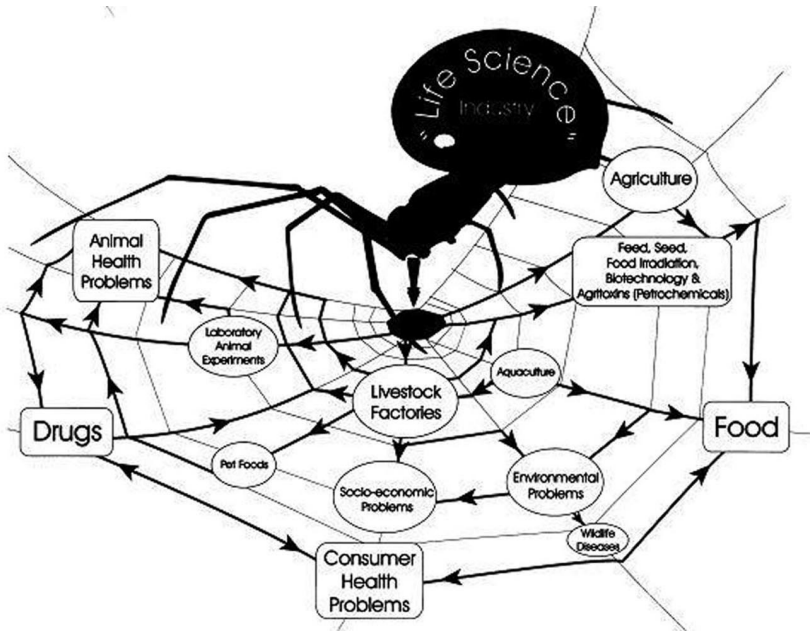 "Life Science"
Industry
Agriculture
Animal
Health
Problems
Feed, Seed,
Food Irradiation,
Biotechnology &
Agritoxins (Petrochemicals)
Laboratory
Animal
Experiments
Aquaculture
Livestock
Factories
Drugs
Food
Pet Foods
Socio-economic
Problems
Environmental
Problems
Wildlife
Diseases
Consumer
Health
Problems